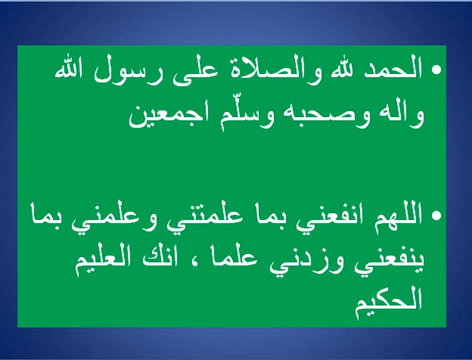 • الحمد لله والصلاة على رسول الله
واله وصحبه وسلّم اجمعين
• اللهم انفعني بما علمتني وعلمني بما
ينفعني وزدني علما ، انك العليم
الحكيم